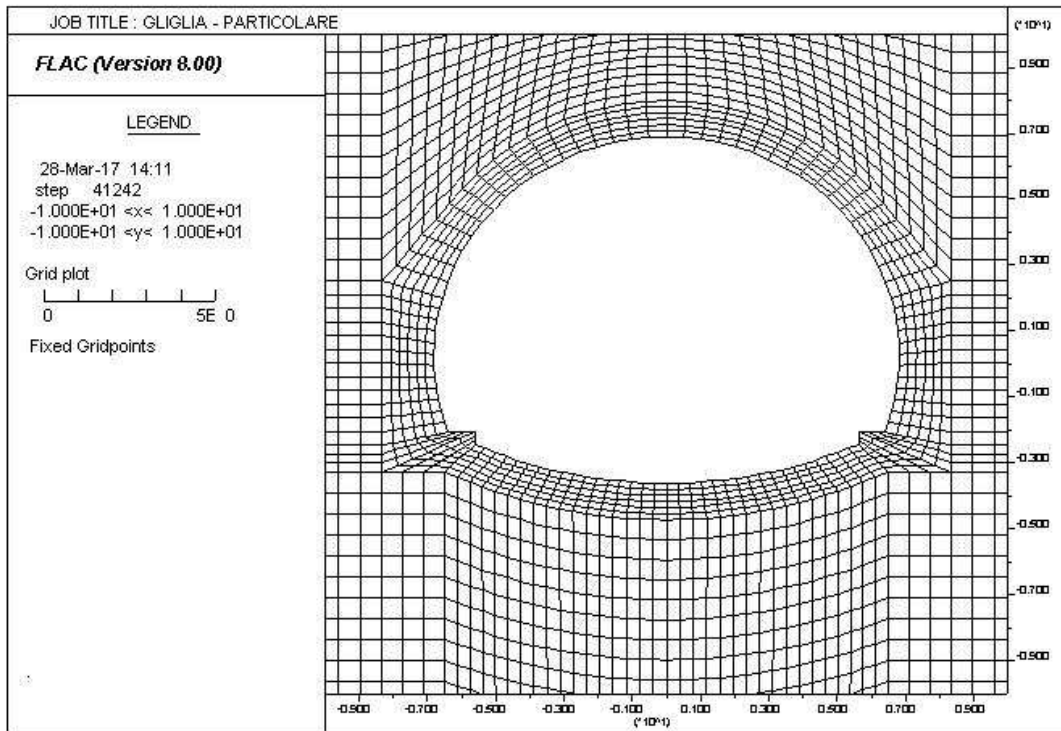 JOB TITLE : GLIGLIA - PARTICOLARE
(*10^1)
FLAC (Version 8.00)
LEGEND
28-Mar-17 14:11
step 41242
-1.000E+01 <x< 1.000E+01
-1.000E+01 <y< 1.000E+01
Grid plot
0 5E 0
Fixed Gridpoints
0.900
0.700
0.500
0.300
0.100
-0.100
-0.300
-0.500
-0.700
-0.900
-0.900 -0.700 -0.500 -0.300 -0.100 0.100 0.300 0.500 0.700 0.900
(*10^1)